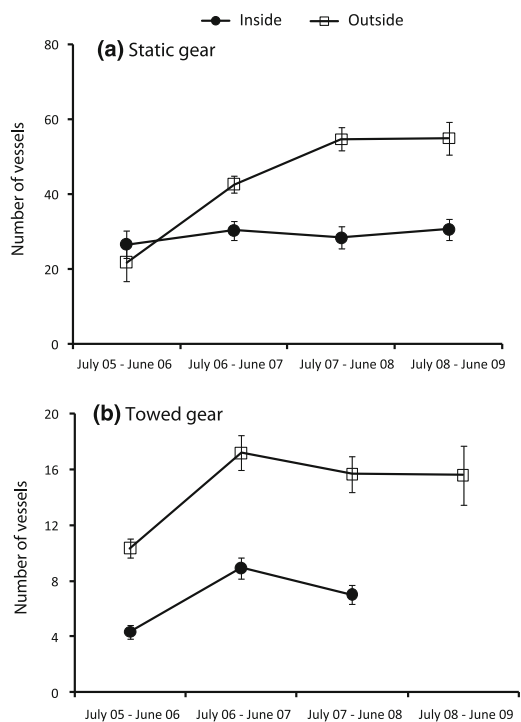 Inside Outside
(a) Static gear
80
60
40
20
0
Number of vessels
July 05 - June 06 July 06 - June 07 July 07 - June 08 July 08 - June 09
(b) Towed gear
20
16
12
8
4
0
Number of vessels
July 05 - June 06 July 06 - June 07 July 07 - June 08 July 08 - June 09